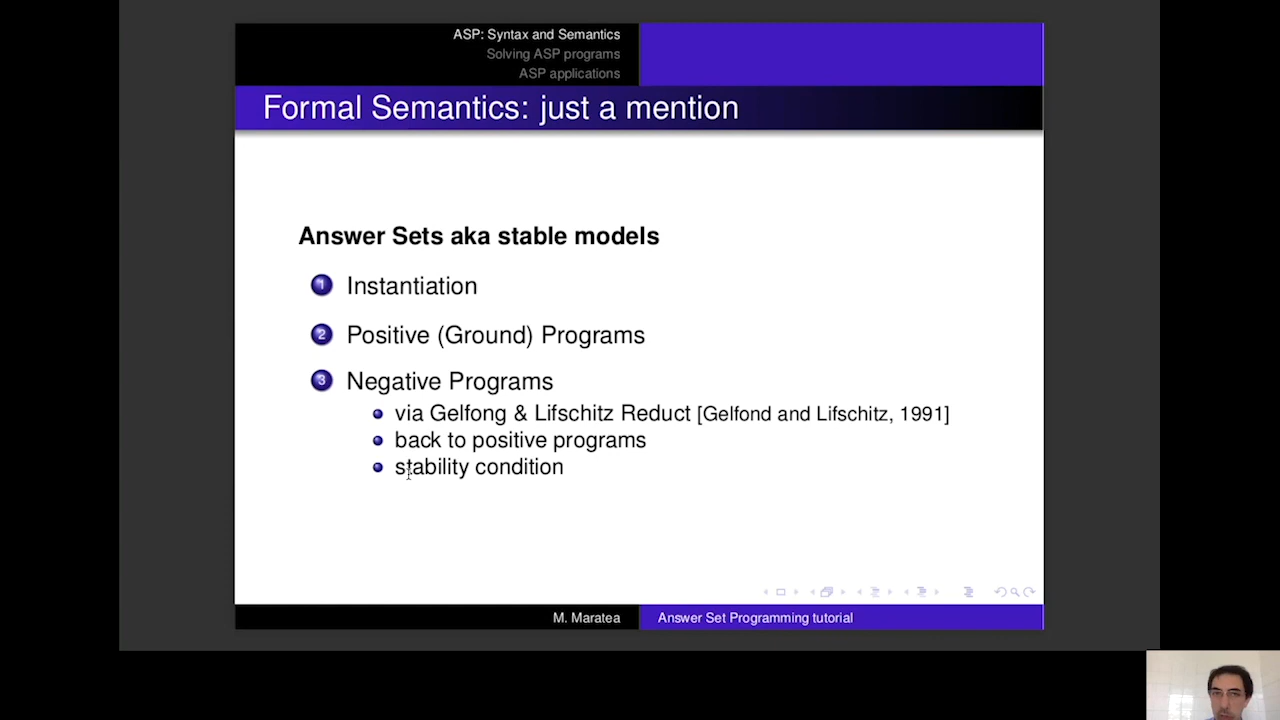 ASP: Syntax and Semantics
Solving ASP programs
ASP applications
Formal Semantics: just a mention
Answer Sets aka stable models
1 Instantiation
2 Positive (Ground) Programs
3 Negative Programs
via Gelfong & Lifschitz Reduct [Gelfond and Lifschitz, 1991]
back to positive programs
stability condition
M. Maratea
Answer Set Programming tutorial